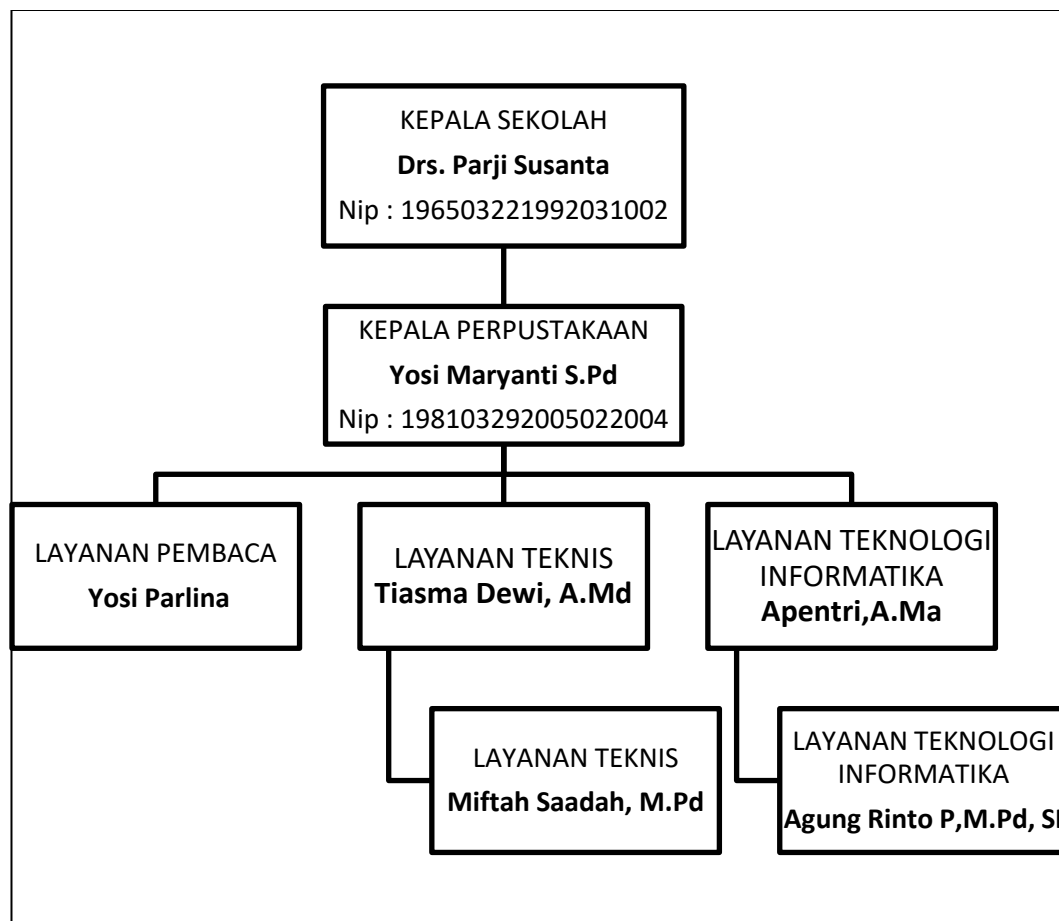 KEPALA SEKOLAH
Drs. Parji Susanta
Nip : 196503221992031002
KEPALA PERPUSTAKAAN
Yosi Maryanti S.Pd
Nip : 198103292005022004
LAYANAN PEMBACA
Yosi Parlina
LAYANAN TEKNIS
Tiasma Dewi, A.Md
LAYANAN TEKNOLOGI
INFORMATIKA
Apentri,A.Ma
LAYANAN TEKNIS
Miftah Saadah, M.Pd
LAYANAN TEKNOLOGI
INFORMATIKA
Agung Rinto P,M.Pd,